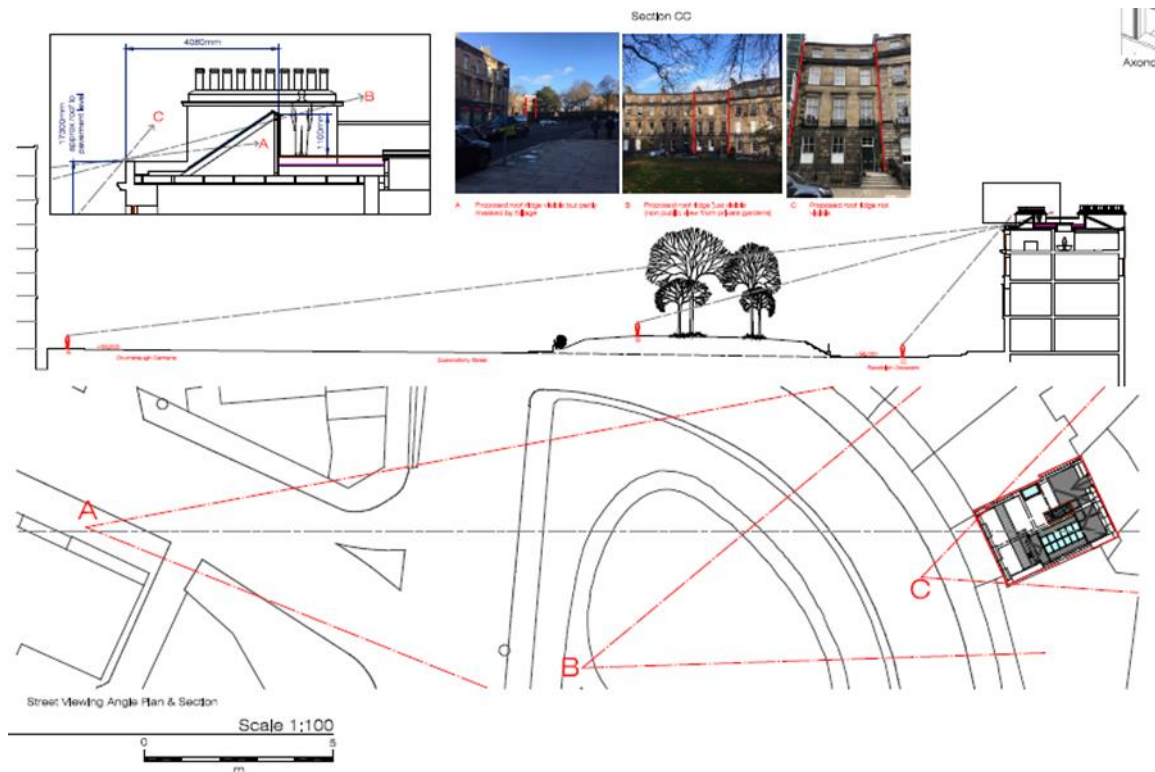 Section CC
Axono
4080mm
17300mm
approx roof to
pavement level
1100mm
C
B
A
A Proposed roof ridge visible but partly
masked by foliage
B Proposed roof ridge just visible
(non public view from private gardens)
C Proposed roof ridge not
visible
Drumsheugh Gardens
Queensferry Street
Randolph Crescent
A
B
C
Street Viewing Angle Plan & Section
Scale 1:100
0
5
m